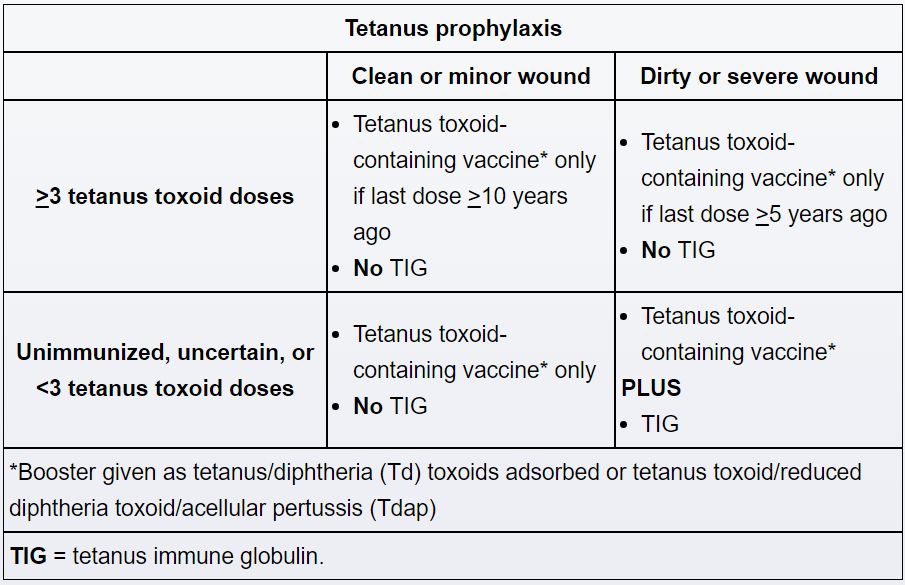 Tetanus prophylaxis
Clean or minor wound
Dirty or severe wound
≥3 tetanus toxoid doses
• Tetanus toxoid-
containing vaccine* only
if last dose ≥10 years
ago
• No TIG
• Tetanus toxoid-
containing vaccine* only
if last dose ≥5 years ago
• No TIG
Unimmunized, uncertain, or
<3 tetanus toxoid doses
• Tetanus toxoid-
containing vaccine* only
• No TIG
• Tetanus toxoid-
containing vaccine*
PLUS
• TIG
*Booster given as tetanus/diphtheria (Td) toxoids adsorbed or tetanus toxoid/reduced
diphtheria toxoid/acellular pertussis (Tdap)
TIG = tetanus immune globulin.